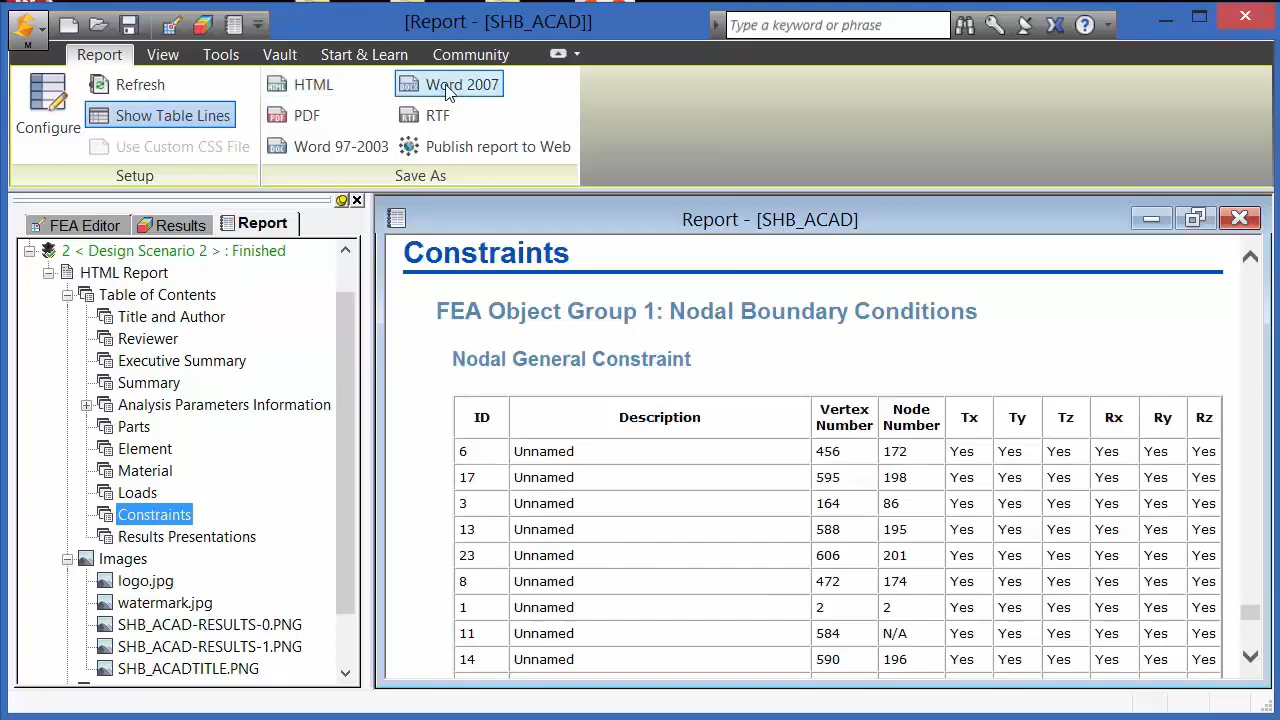 [Report - [SHB_ACAD]]
Type a keyword or phrase
M
Report View Tools Vault Start & Learn Community
Configure
Refresh
Show Table Lines
Use Custom CSS File
Setup
HTML
PDF
Word 97-2003
Word 2007
RTF
Publish report to Web
Save As
FEA Editor Results Report
2 < Design Scenario 2 > : Finished
HTML Report
Table of Contents
Title and Author
Reviewer
Executive Summary
Summary
Analysis Parameters Information
Parts
Element
Material
Loads
Constraints
Results Presentations
Images
logo.jpg
watermark.jpg
SHB_ACAD-RESULTS-0.PNG
SHB_ACAD-RESULTS-1.PNG
SHB_ACADTITLE.PNG
Report - [SHB_ACAD]
Constraints
FEA Object Group 1: Nodal Boundary Conditions
Nodal General Constraint
ID Description Vertex Number Node Number Tx Ty Tz Rx Ry Rz
6 Unnamed 456 172 Yes Yes Yes Yes Yes Yes
17 Unnamed 595 198 Yes Yes Yes Yes Yes Yes
3 Unnamed 164 86 Yes Yes Yes Yes Yes Yes
13 Unnamed 588 195 Yes Yes Yes Yes Yes Yes
23 Unnamed 606 201 Yes Yes Yes Yes Yes Yes
8 Unnamed 472 174 Yes Yes Yes Yes Yes Yes
1 Unnamed 2 2 Yes Yes Yes Yes Yes Yes
11 Unnamed 584 N/A Yes Yes Yes Yes Yes Yes
14 Unnamed 590 196 Yes Yes Yes Yes Yes Yes